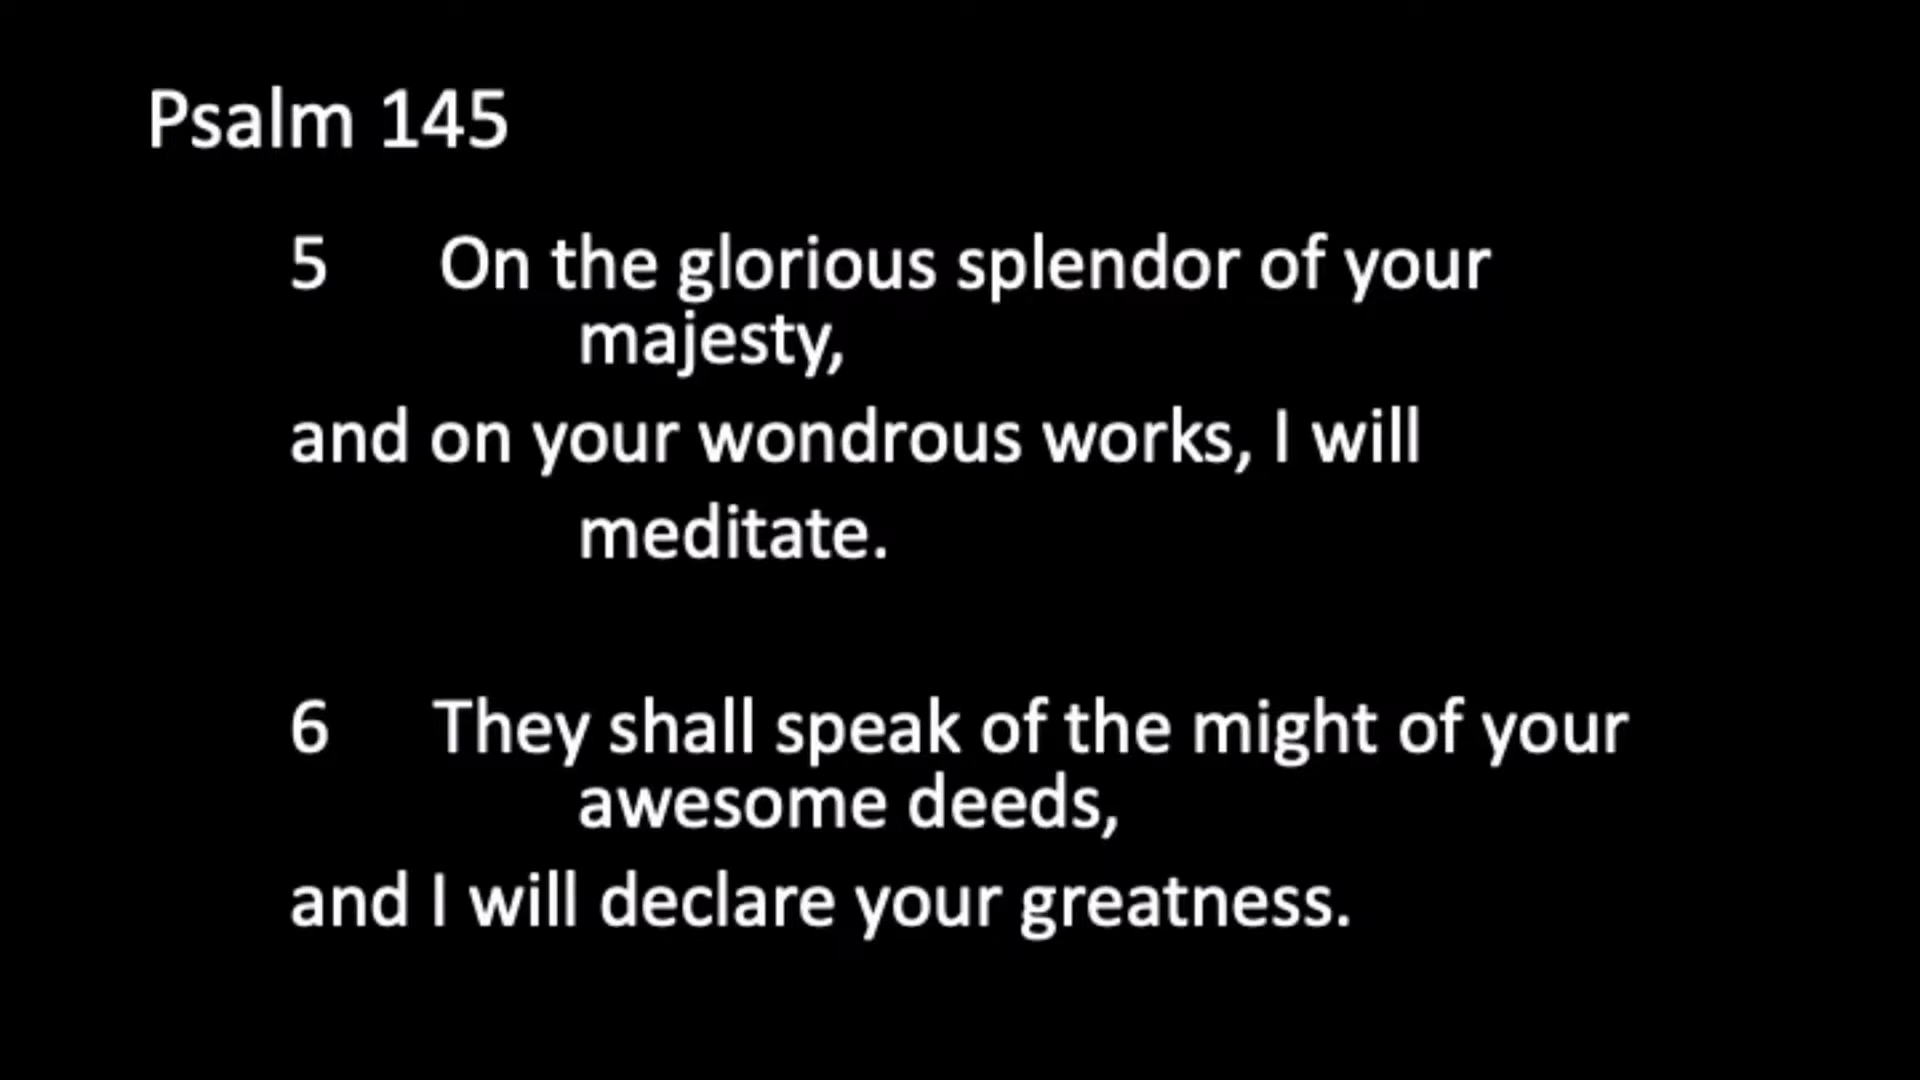 Psalm 145
5 On the glorious splendor of your
majesty,
and on your wondrous works, I will
meditate.
6 They shall speak of the might of your
awesome deeds,
and I will declare your greatness.